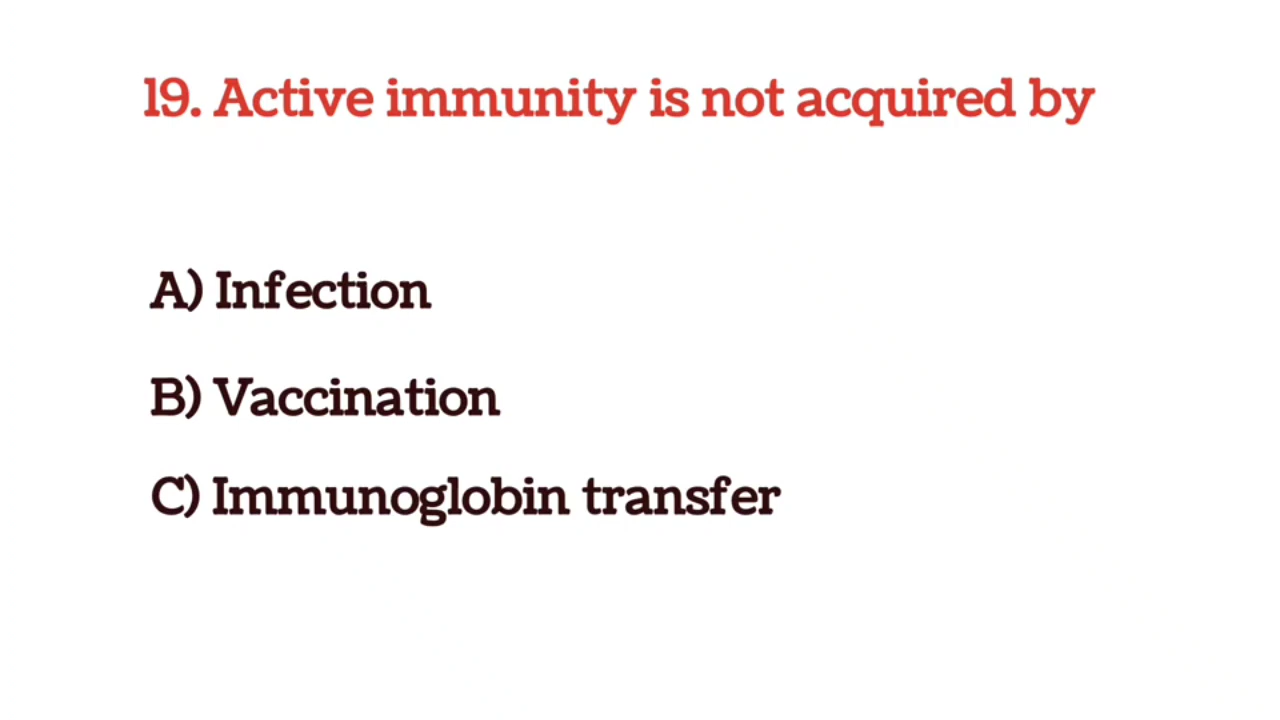 19. Active immunity is not acquired by
A) Infection
B) Vaccination
C) Immunoglobin transfer